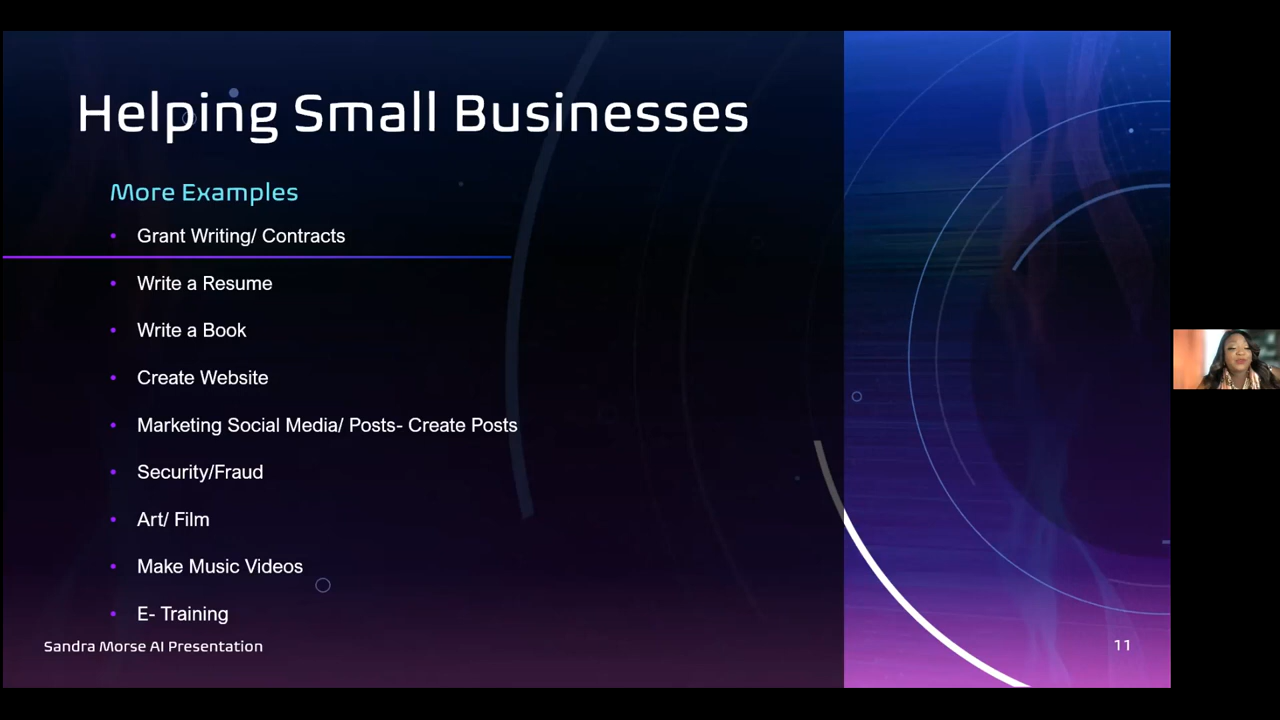 Helping Small Businesses
More Examples
• Grant Writing/ Contracts
• Write a Resume
• Write a Book
• Create Website
• Marketing Social Media/ Posts- Create Posts
• Security/Fraud
• Art/ Film
• Make Music Videos
• E- Training
Sandra Morse AI Presentation
11